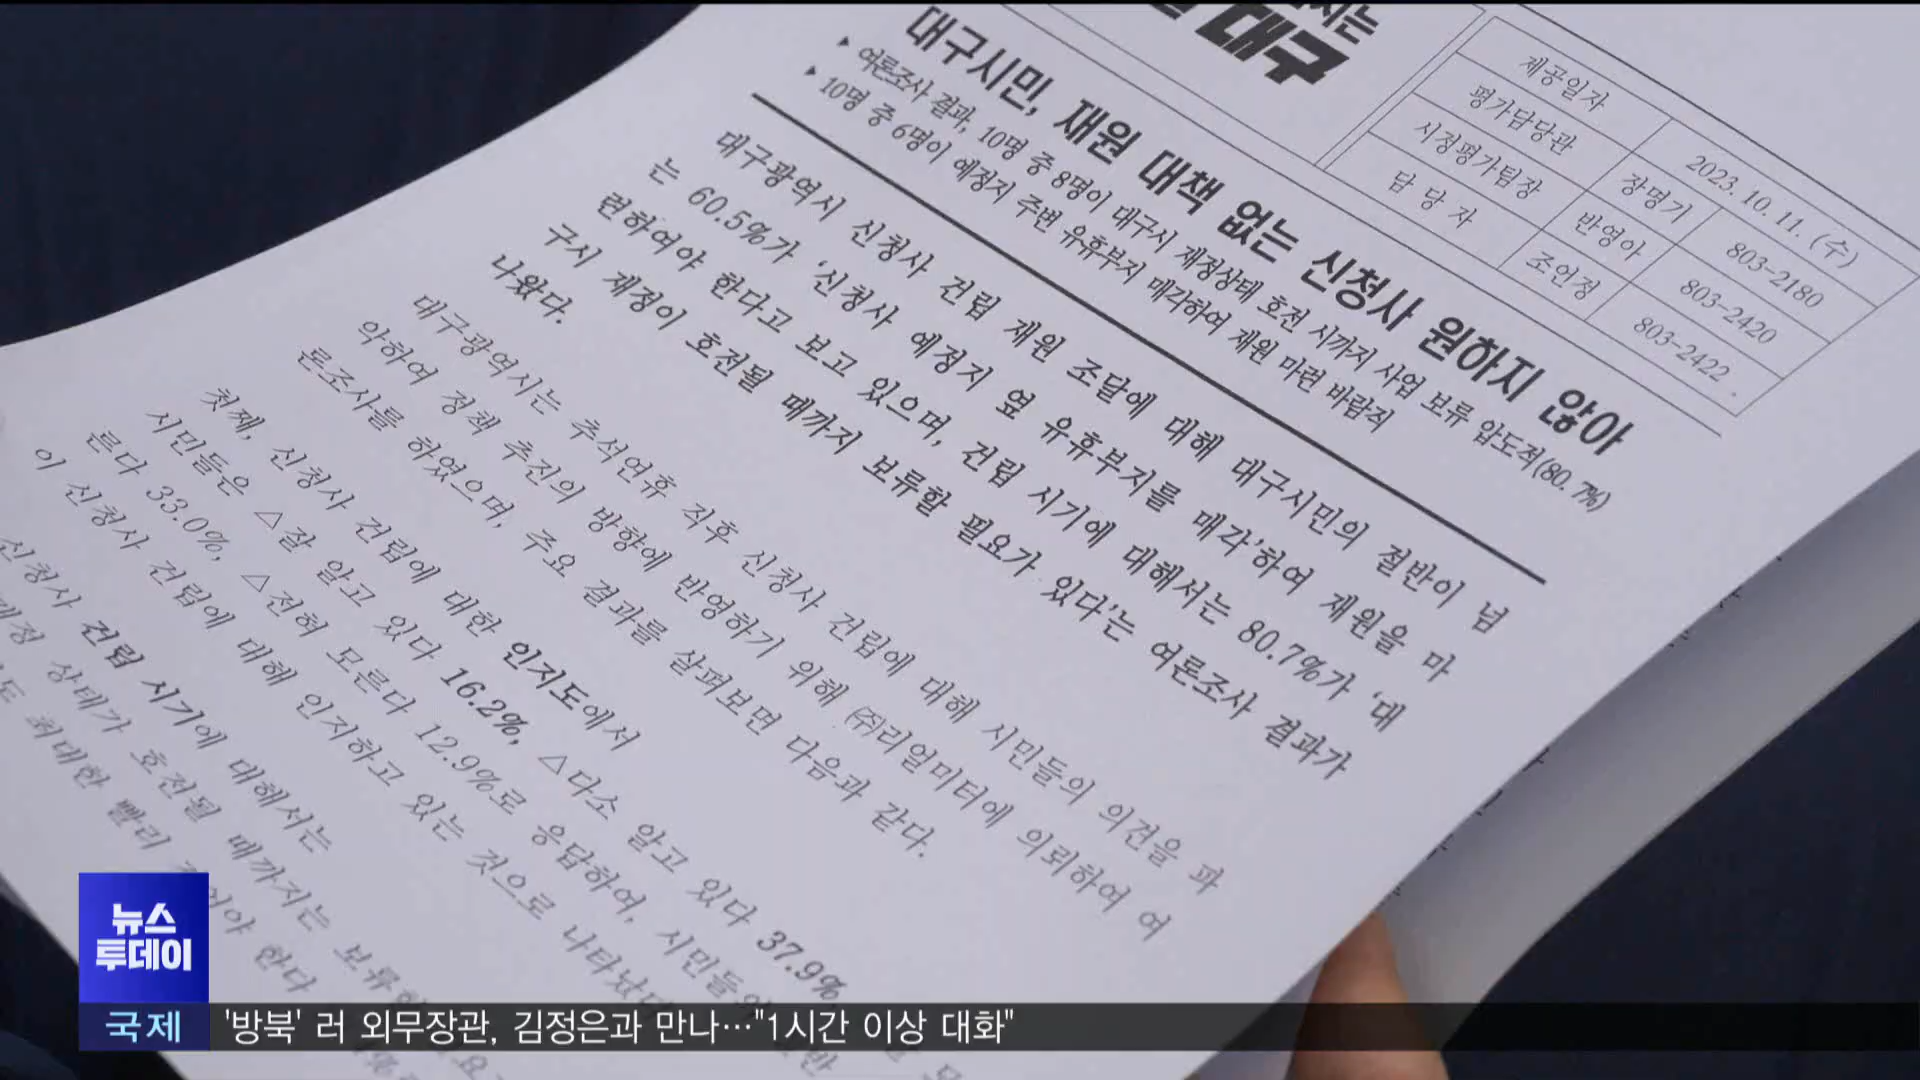 대구
제공일자 2023. 10. 11. (수)
평가담당관 장명기 803-2180
시정평가팀장 반영아 803-2420
담 당 자 조언정 803-2422
대구시민, 재원 대책 없는 신청사 원하지 않아
▸ 여론조사 결과, 10명 중 8명이 대구시 재정상태 호전 시까지 사업 보류 압도적(80.7%)
▸ 10명 중 6명이 예정지 주변 유휴부지 매각하여 재원 마련 바람직
대구광역시 신청사 건립 재원 조달에 대해 대구시민의 절반이 넘
는 60.5%가 ‘신청사 예정지 옆 유휴부지를 매각’하여 재원을 마
련하여야 한다고 보고 있으며, 건립 시기에 대해서는 80.7%가 ‘대
구시 재정이 호전될 때까지 보류할 필요가 있다’는 여론조사 결과가
나왔다.
대구광역시는 추석연휴 직후 신청사 건립에 대해 시민들의 의견을 파
악하여 정책 추진의 방향에 반영하기 위해 ㈜리얼미터에 의뢰하여 여
론조사를 하였으며, 주요 결과를 살펴보면 다음과 같다.
첫째, 신청사 건립에 대한 인지도에서
시민들은 △잘 알고 있다 16.2%, △다소 알고 있다 37.9%
른다 33.0%, △전혀 모른다 12.9%로 응답하여, 시민들의
이 신청사 건립에 대해 인지하고 있는 것으로 나타났다
신청사 건립 시기에 대해서는
재정 상태가 호전될 때까지는 보류
최대한 빨리 한다
뉴스
투데이
국제 '방북' 러 외무장관, 김정은과 만나…"1시간 이상 대화"